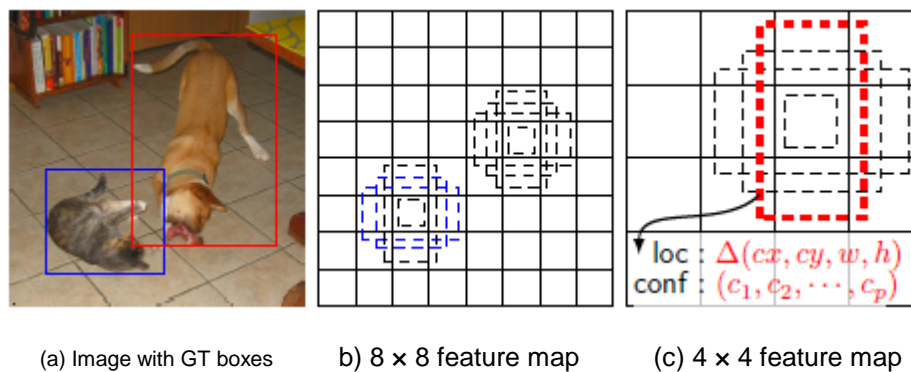 loc : Δ(cx, cy, w, h)
conf : (c₁, c₂, ⋯, cₚ)
(a) Image with GT boxes
b) 8 × 8 feature map
(c) 4 × 4 feature map